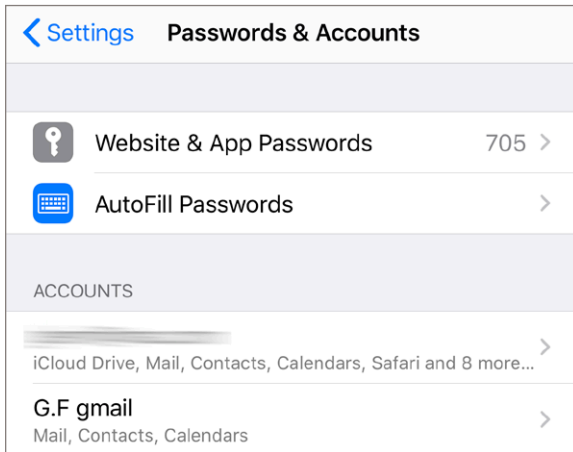 Settings Passwords & Accounts
Website & App Passwords 705
AutoFill Passwords
ACCOUNTS
iCloud Drive, Mail, Contacts, Calendars, Safari and 8 more...
G.F gmail
Mail, Contacts, Calendars